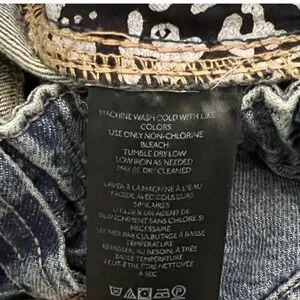 MACHINE WASH COLD WITH LIKE
COLORS
USE ONLY NON-CHLORINE
BLEACH
TUMBLE DRY LOW
LOW IRON AS NEEDED
MAY BE DRY CLEANED
LAVER À LA MACHINE À L'EAU
FROIDE AVEC COULEURS
SIMILAIRES
UTILISER UN AGENT DE
BLANCHIMENT SANS CHLORE SI
NÉCESSAIRE
SÉCHER PAR CULBUTAGE À BASSE
TEMPÉRATURE
REPASSER, AU BESOIN, À TRÈS
BASSE TEMPÉRATURE
PEUT-ÊTRE ÊTRE NETTOYÉE
À SEC